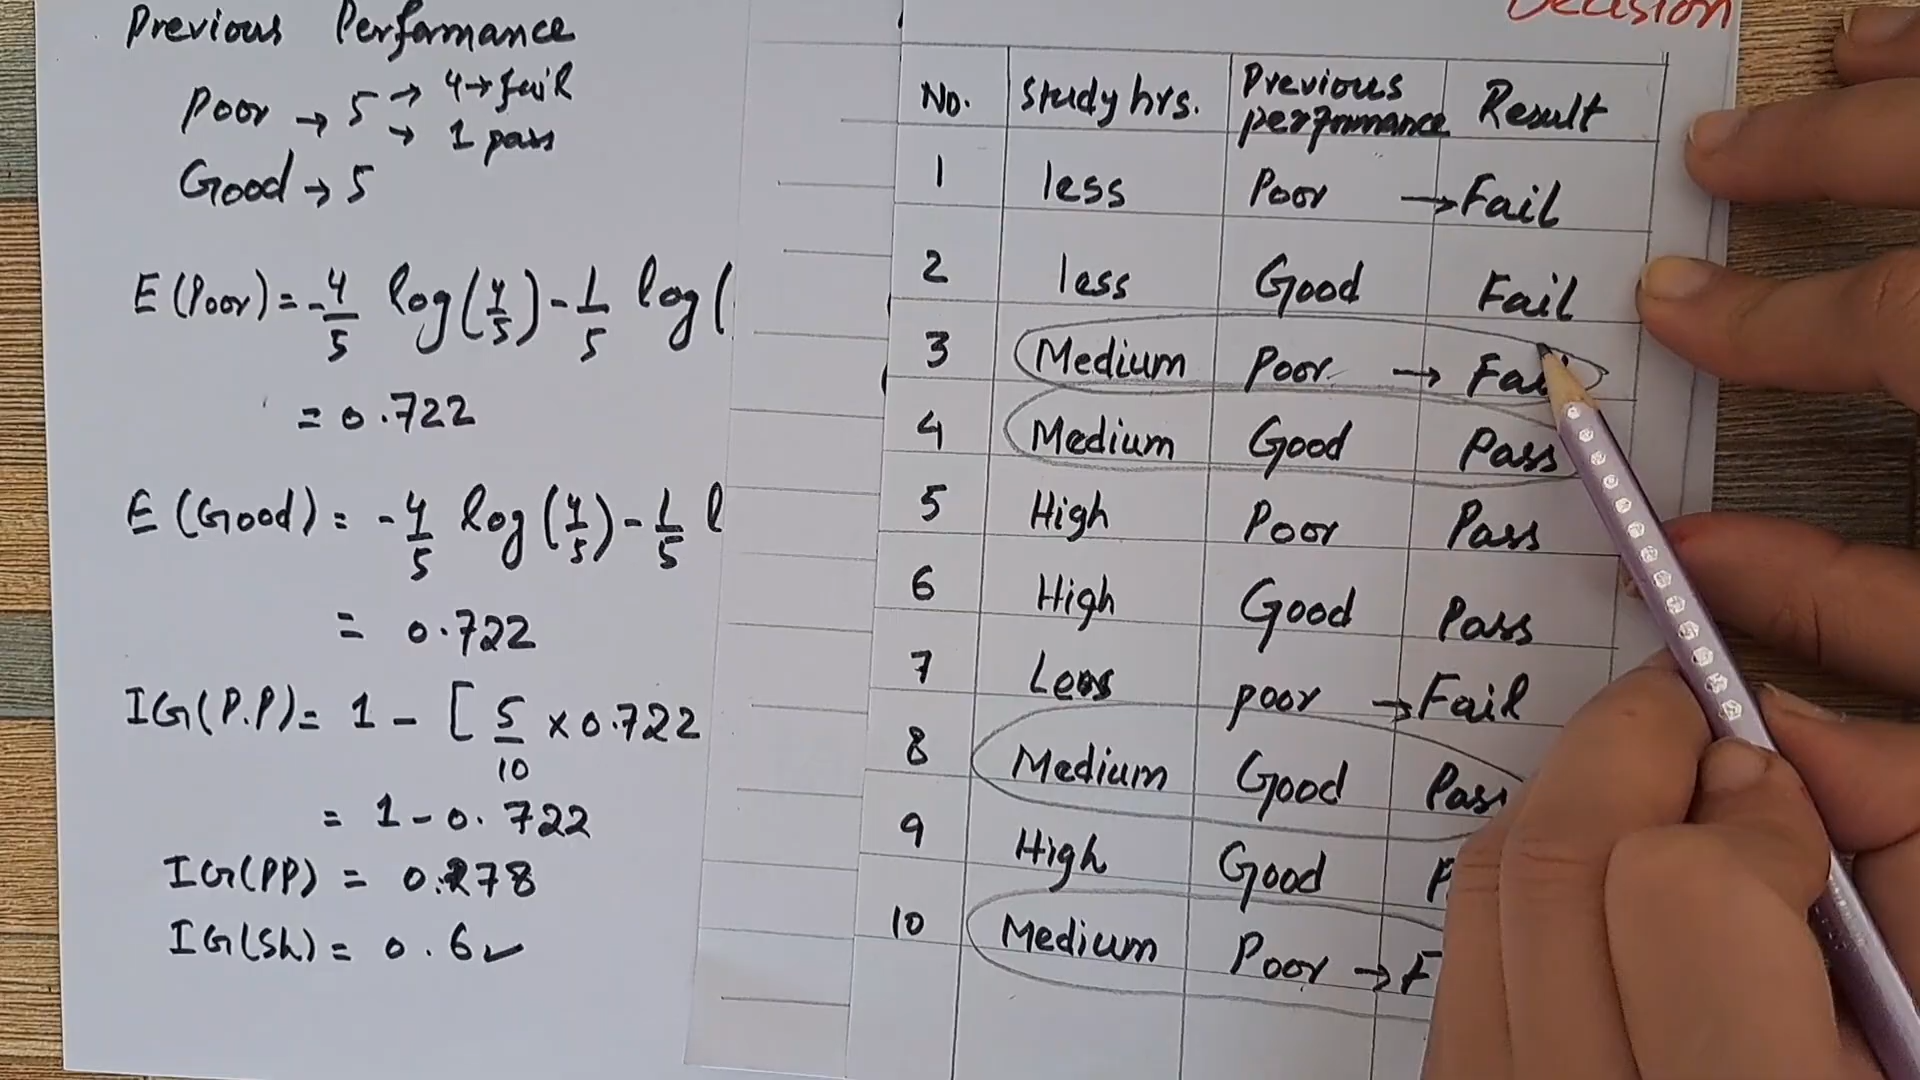 Previous Performance
Poor → 5 → 4 → fail
→ 1 pass
Good → 5
E (Poor) = -4/5 log(4/5) - 1/5 log (
= 0.722
E (Good) = -4/5 log(4/5) - 1/5 l
= 0.722
IG(P.P) = 1 - [ 5/10 x 0.722
= 1 - 0.722
IG(PP) = 0.278
IG(Sh) = 0.6 ✓
Decision
No. Study hrs. Previous performance Result
1 less Poor → Fail
2 less Good Fail
3 Medium Poor → Fail
4 Medium Good Pass
5 High Poor Pass
6 High Good Pass
7 Less poor → Fail
8 Medium Good Pass
9 High Good P
10 Medium Poor → F